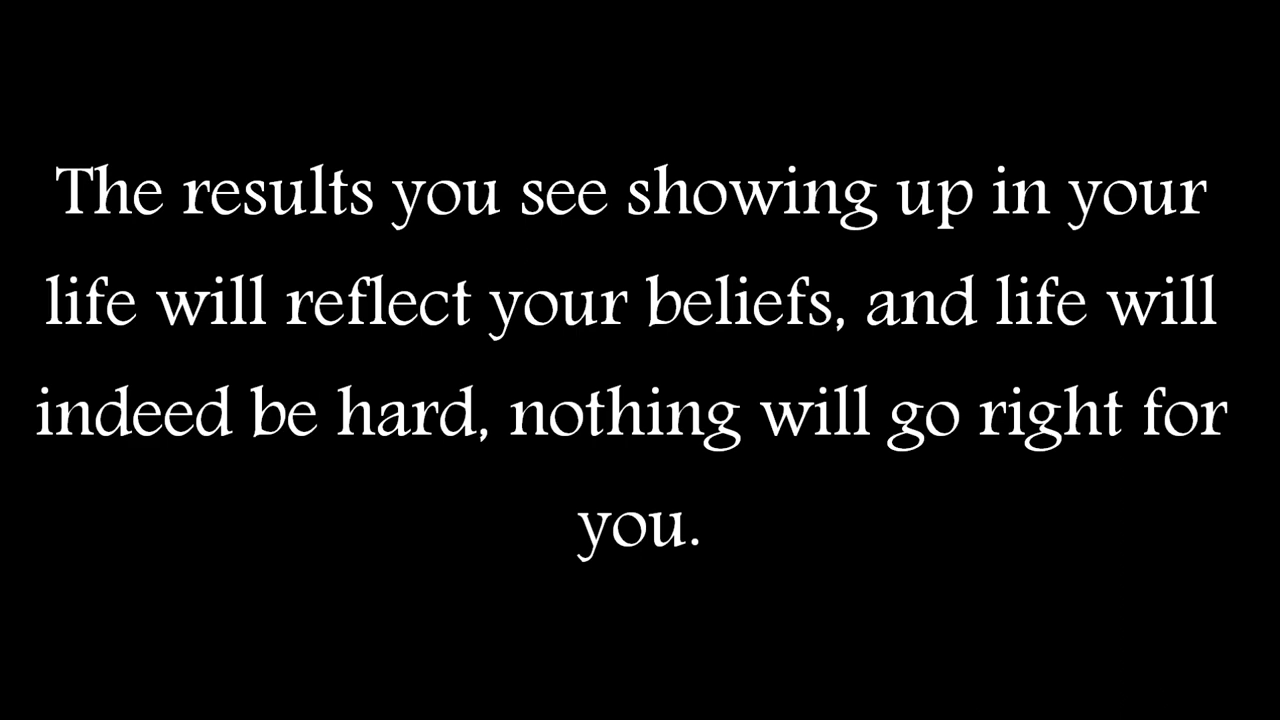 The results you see showing up in your
life will reflect your beliefs, and life will
indeed be hard, nothing will go right for
you.